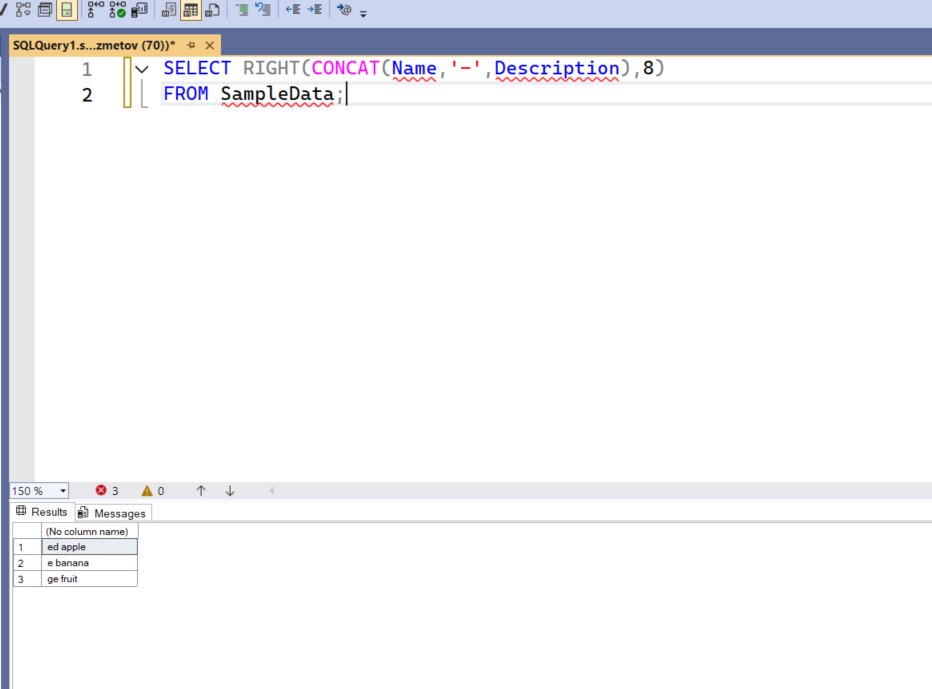 SQLQuery1.s...zmetov (70))*
1 SELECT RIGHT(CONCAT(Name,'-',Description),8)
2 FROM SampleData;
150 % 3 0
Results Messages
(No column name)
1 ed apple
2 e banana
3 ge fruit